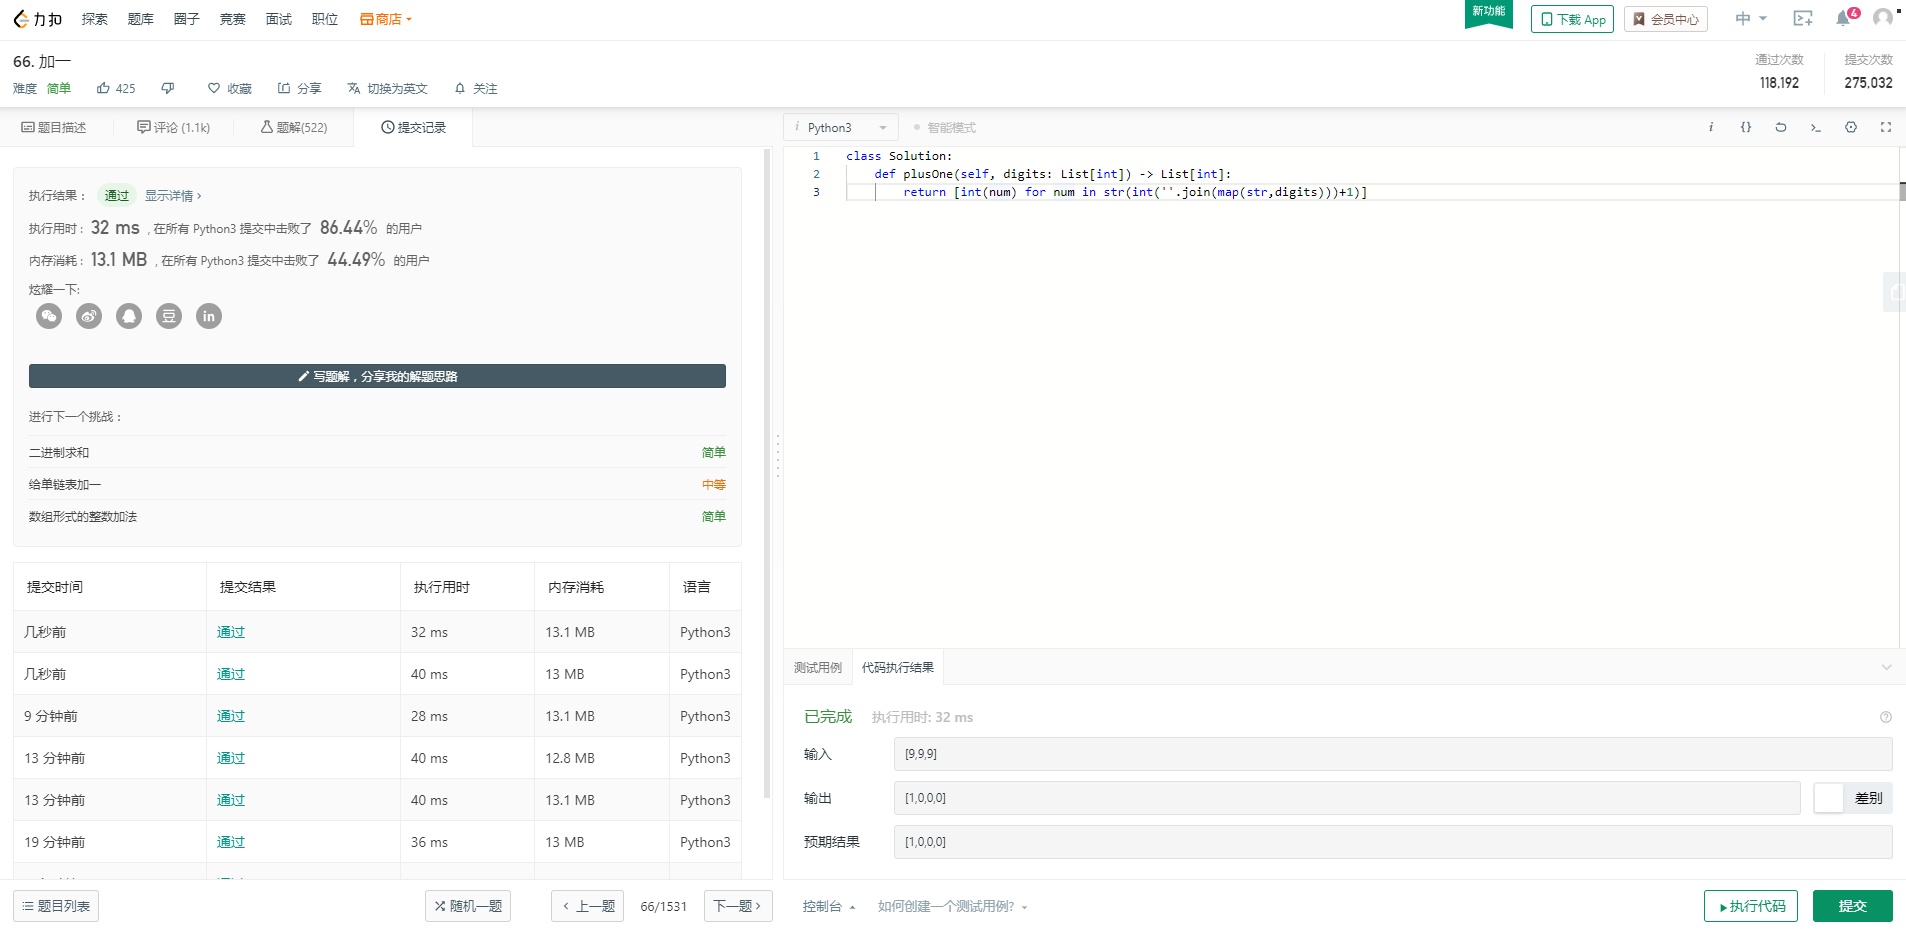 力扣 探索 题库 圈子 竞赛 面试 职位 商店 新功能 下载 App 会员中心 中 4
66. 加一
通过次数 提交次数
118,192 275,032
难度 简单 425 收藏 分享 切换为英文 关注
题目描述 评论 (1.1k) 题解(522) 提交记录
执行结果： 通过 显示详情 ›
执行用时 : 32 ms , 在所有 Python3 提交中击败了 86.44% 的用户
内存消耗 : 13.1 MB , 在所有 Python3 提交中击败了 44.49% 的用户
炫耀一下:
豆 in
写题解，分享我的解题思路
进行下一个挑战：
二进制求和 简单
给单链表加一 中等
数组形式的整数加法 简单
提交时间 提交结果 执行用时 内存消耗 语言
几秒前 通过 32 ms 13.1 MB Python3
几秒前 通过 40 ms 13 MB Python3
9 分钟前 通过 28 ms 13.1 MB Python3
13 分钟前 通过 40 ms 12.8 MB Python3
13 分钟前 通过 40 ms 13.1 MB Python3
19 分钟前 通过 36 ms 13 MB Python3
题目列表 随机一题 ‹ 上一题 66/1531 下一题 ›
i Python3 智能模式 i {} >_
1 class Solution:
2 def plusOne(self, digits: List[int]) -> List[int]:
3 return [int(num) for num in str(int(''.join(map(str,digits)))+1)]
测试用例 代码执行结果
已完成 执行用时: 32 ms
输入 [9,9,9]
输出 [1,0,0,0] 差别
预期结果 [1,0,0,0]
控制台 如何创建一个测试用例? 执行代码 提交